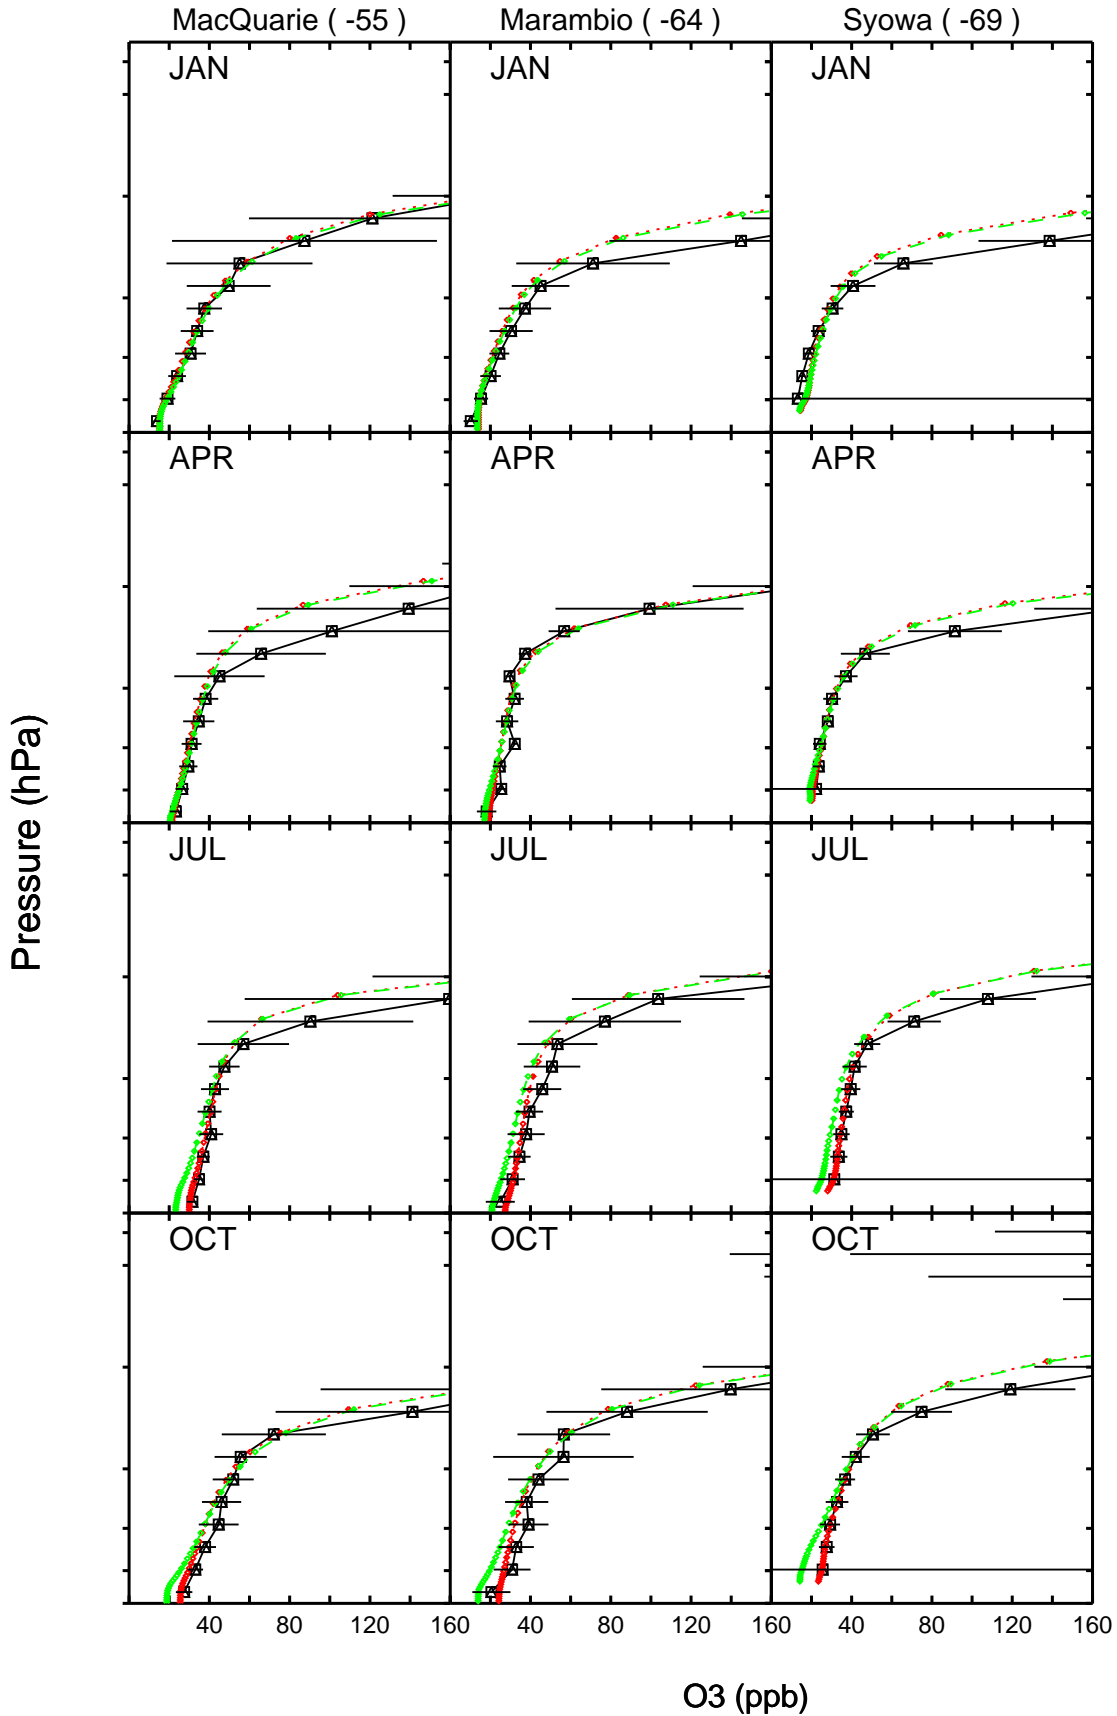 MacQuarie ( -55 ) Marambio ( -64 ) Syowa ( -69 )
JAN JAN JAN
APR APR APR
JUL JUL JUL
OCT OCT OCT
Pressure (hPa)
40 80 120 160 40 80 120 160 40 80 120 160
O3 (ppb)